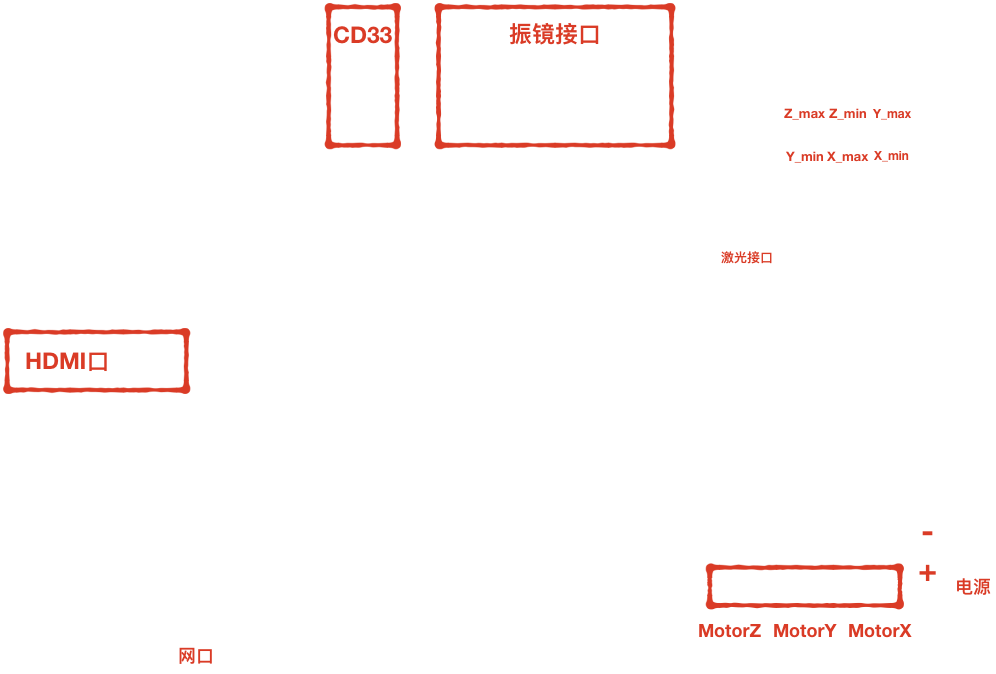 CD33
振镜接口
Z_max Z_min Y_max
Y_min X_max X_min
激光接口
HDMI口
-
+
电源
MotorZ MotorY MotorX
网口